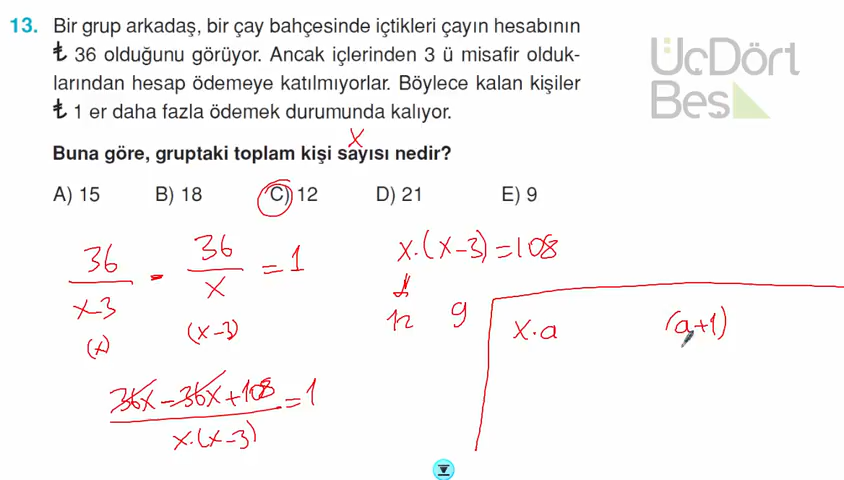 13. Bir grup arkadaş, bir çay bahçesinde içtikleri çayın hesabının
₺ 36 olduğunu görüyor. Ancak içlerinden 3 ü misafir olduk-
larından hesap ödemeye katılmıyorlar. Böylece kalan kişiler
₺ 1 er daha fazla ödemek durumunda kalıyor.
x
Buna göre, gruptaki toplam kişi sayısı nedir?
A) 15 B) 18 C) 12 D) 21 E) 9
ÜçDört
Beş
36/(x-3) - 36/x = 1
(x) (x-3)
(36x - 36x + 108)/(x.(x-3)) = 1
x.(x-3) = 108
12 9
x.a (a+1)